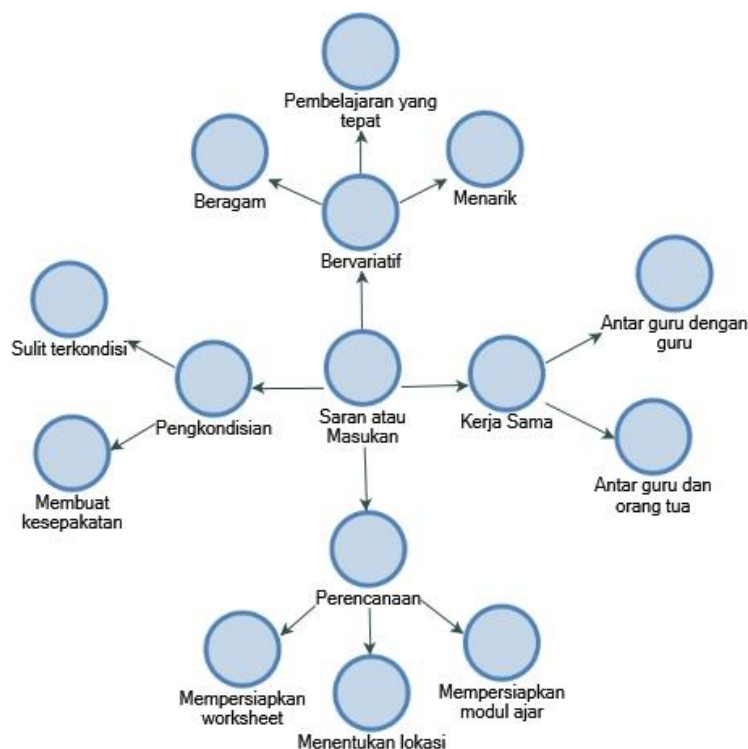 Pembelajaran yang
tepat
Beragam
Menarik
Bervariatif
Antar guru dengan
guru
Sulit terkondisi
Saran atau
Masukan
Kerja Sama
Pengkondisian
Antar guru dan
orang tua
Membuat
kesepakatan
Perencanaan
Mempersiapkan
worksheet
Menentukan lokasi
Mempersiapkan
modul ajar